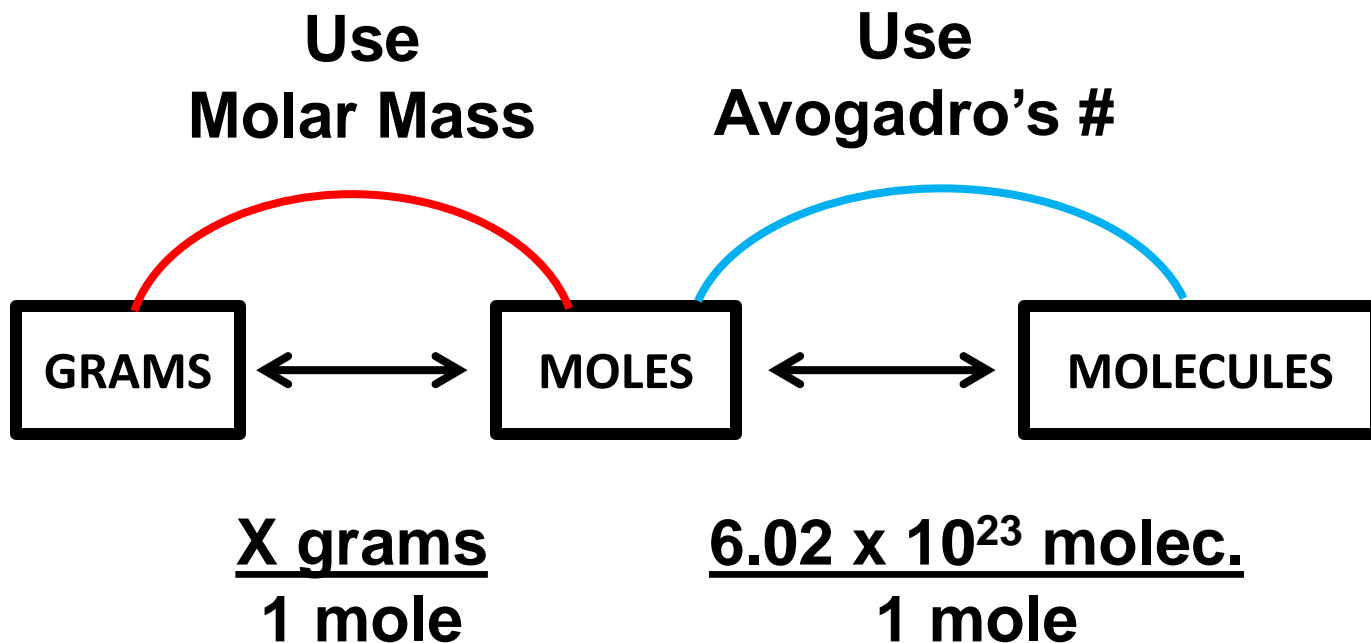 Use
Molar Mass
Use
Avogadro’s #
GRAMS
MOLES
MOLECULES
X grams
1 mole
6.02 x 10²³ molec.
1 mole